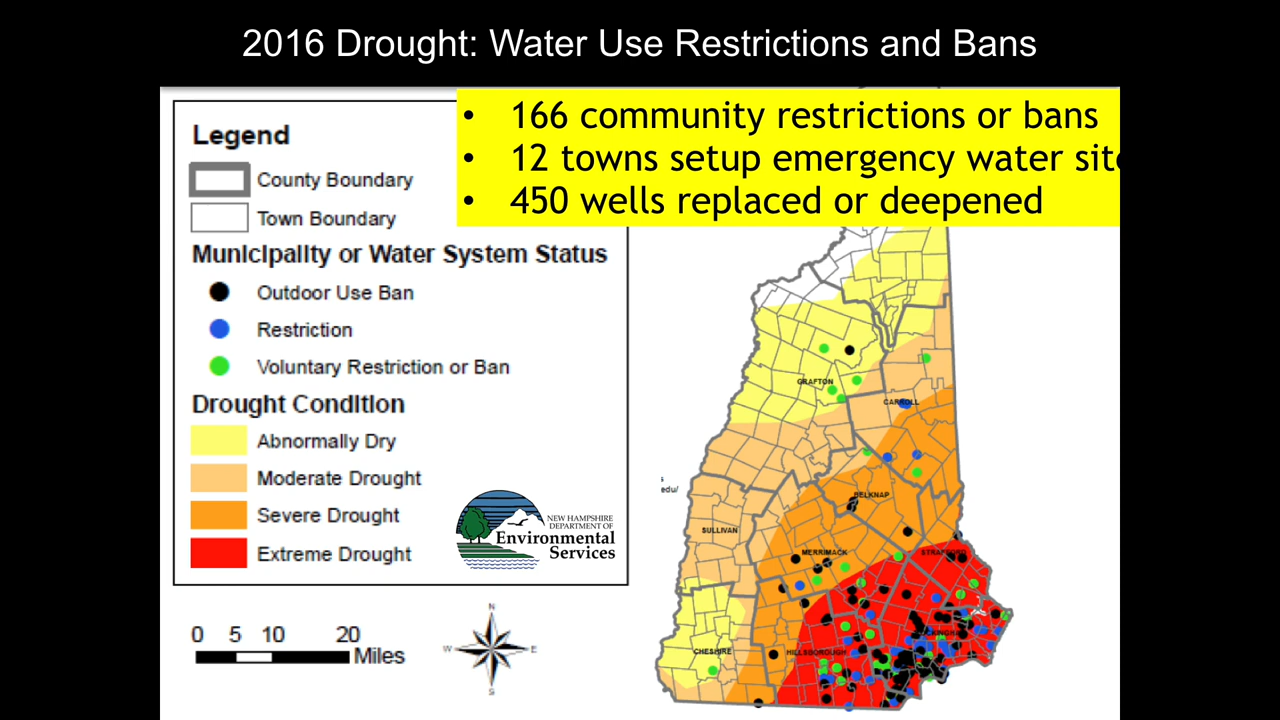 2016 Drought: Water Use Restrictions and Bans
• 166 community restrictions or bans
• 12 towns setup emergency water sit
• 450 wells replaced or deepened
Legend
County Boundary
Town Boundary
Municipality or Water System Status
Outdoor Use Ban
Restriction
Voluntary Restriction or Ban
Drought Condition
Abnormally Dry
Moderate Drought
Severe Drought
Extreme Drought
NEW HAMPSHIRE
DEPARTMENT OF
Environmental
Services
0 5 10 20
Miles
N
W E
S
edu/
GRAFTON
CARROLL
BELKNAP
SULLIVAN
MERRIMACK
STRAFFORD
CHESHIRE
HILLSBOROUGH